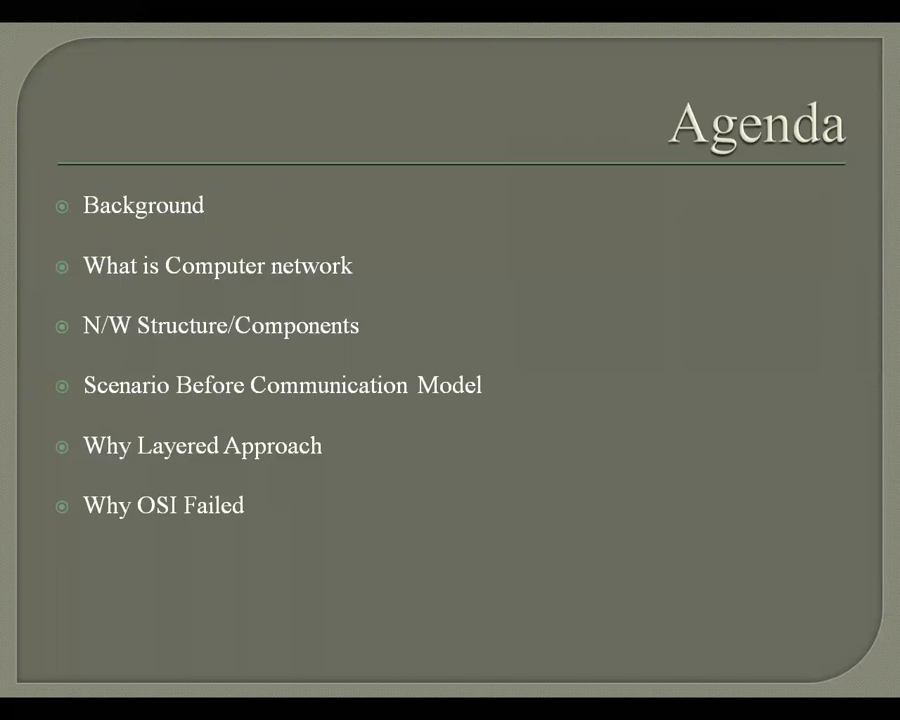 Agenda
Background
What is Computer network
N/W Structure/Components
Scenario Before Communication Model
Why Layered Approach
Why OSI Failed